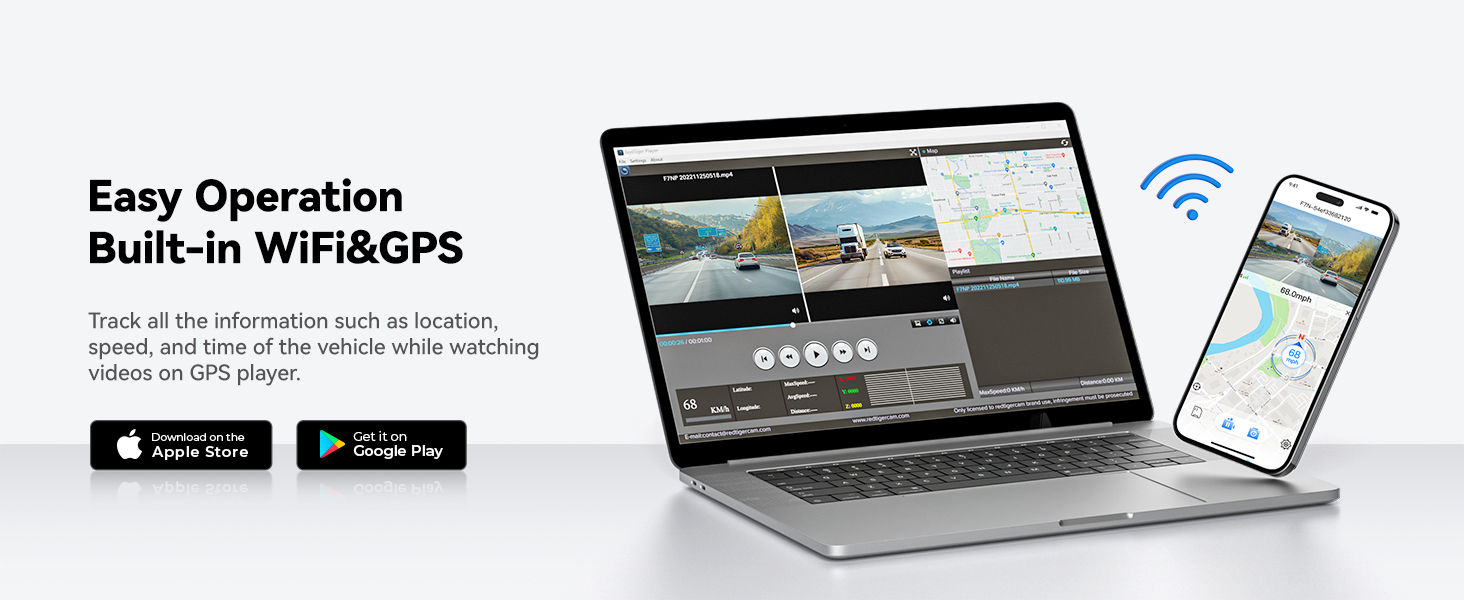 Easy Operation
Built-in WiFi&GPS
Track all the information such as location,
speed, and time of the vehicle while watching
videos on GPS player.
Download on the
Apple Store
Get it on
Google Play
RedTiger Player
File Settings About
F7NP 202211250518.mp4
Map
Playlist
File Name File Size
F7NP 202211250518.mp4
00:00:26 / 00:01:00
68 KM/h
Latitude:
Longitude:
MaxSpeed:---
AvgSpeed:---
Distance:---
Y: 0000
Z: 0000
MaxSpeed:0 KM/h Distance:0.00 KM
E-mail:contact@redtigercam.com
www.redtigercam.com
Only licensed to redtigercam brand use, infringement must be prosecuted
9:41
F7N-54ef33682120
68.0mph
N
68
mph